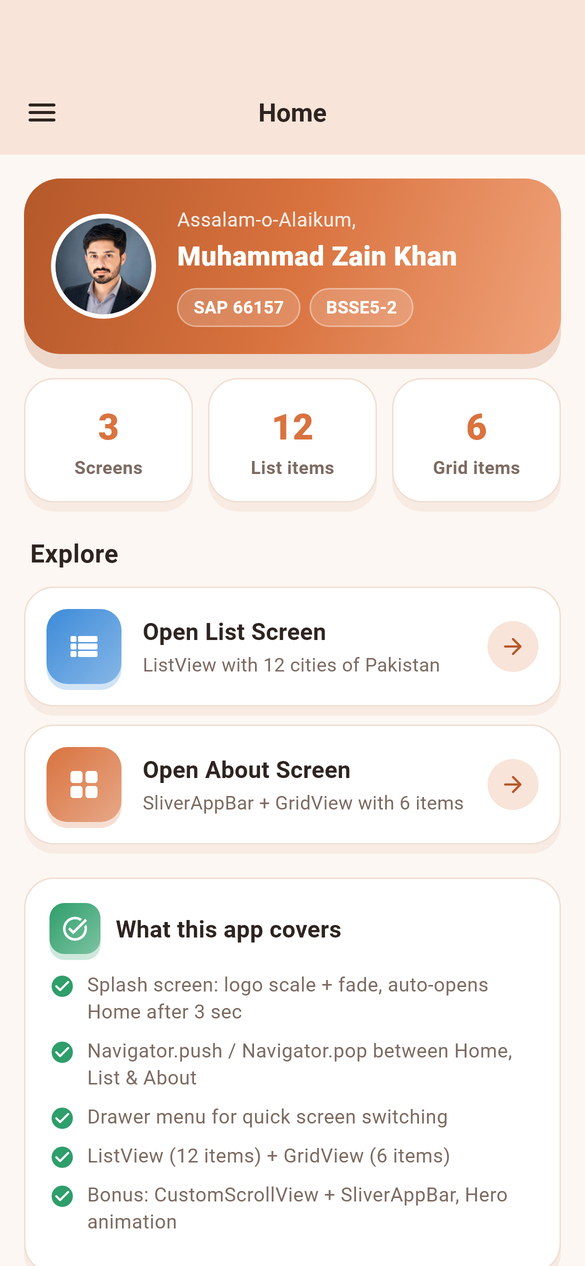 Home
Assalam-o-Alaikum,
Muhammad Zain Khan
SAP 66157
BSSE5-2
3
Screens
12
List items
6
Grid items
Explore
Open List Screen
ListView with 12 cities of Pakistan
Open About Screen
SliverAppBar + GridView with 6 items
What this app covers
Splash screen: logo scale + fade, auto-opens
Home after 3 sec
Navigator.push / Navigator.pop between Home,
List & About
Drawer menu for quick screen switching
ListView (12 items) + GridView (6 items)
Bonus: CustomScrollView + SliverAppBar, Hero
animation